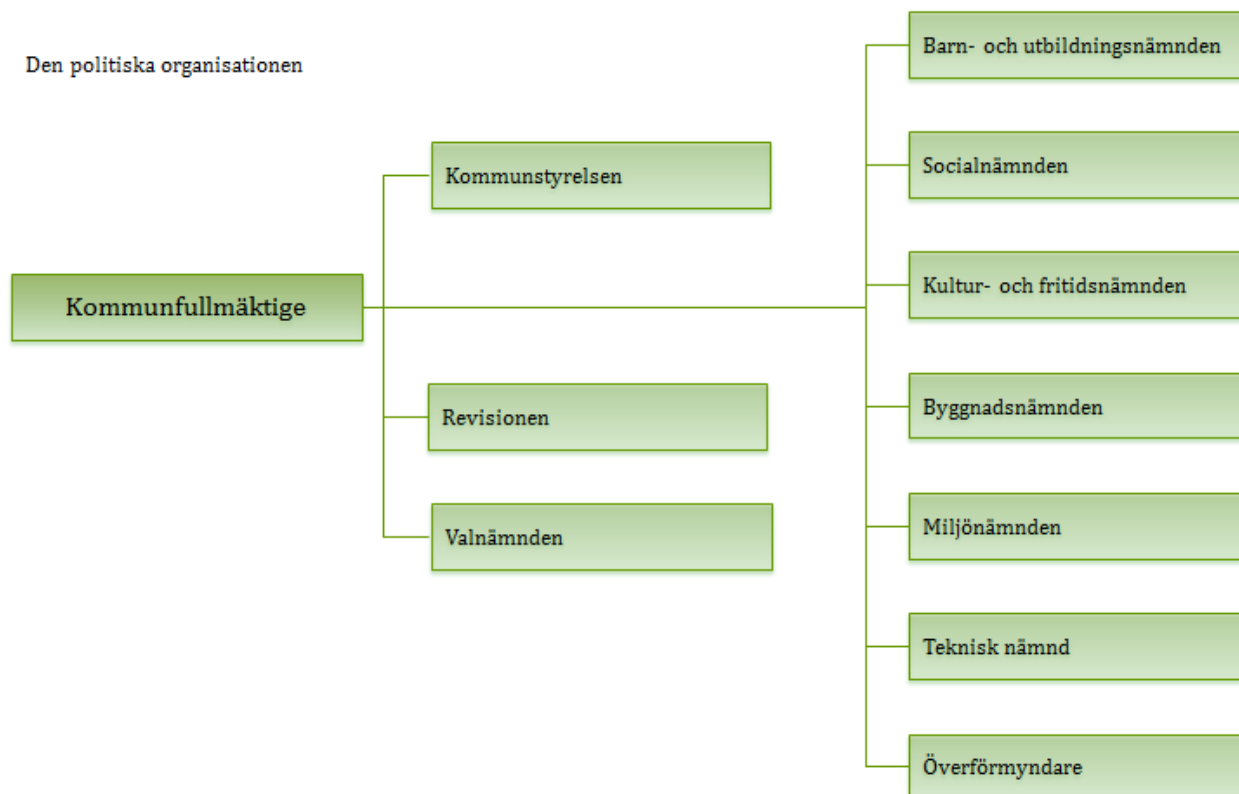 Den politiska organisationen
Kommunfullmäktige
Kommunstyrelsen
Revisionen
Valnämnden
Barn- och utbildningsnämnden
Socialnämnden
Kultur- och fritidsnämnden
Byggnadsnämnden
Miljönämnden
Teknisk nämnd
Överförmyndare